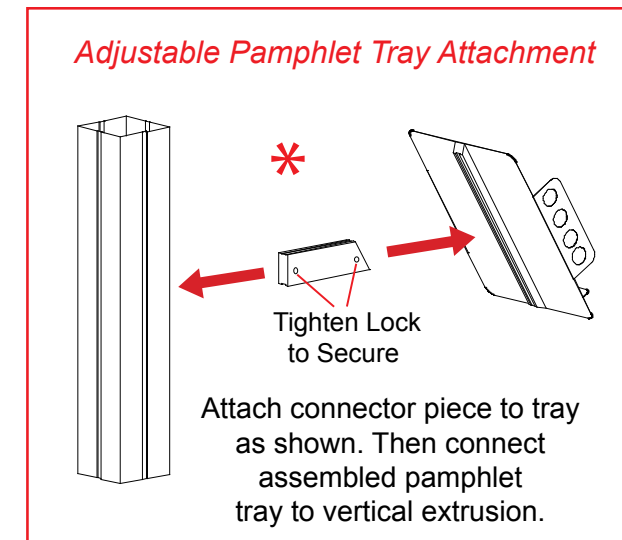 Adjustable Pamphlet Tray Attachment
*
Tighten Lock
to Secure
Attach connector piece to tray
as shown. Then connect
assembled pamphlet
tray to vertical extrusion.